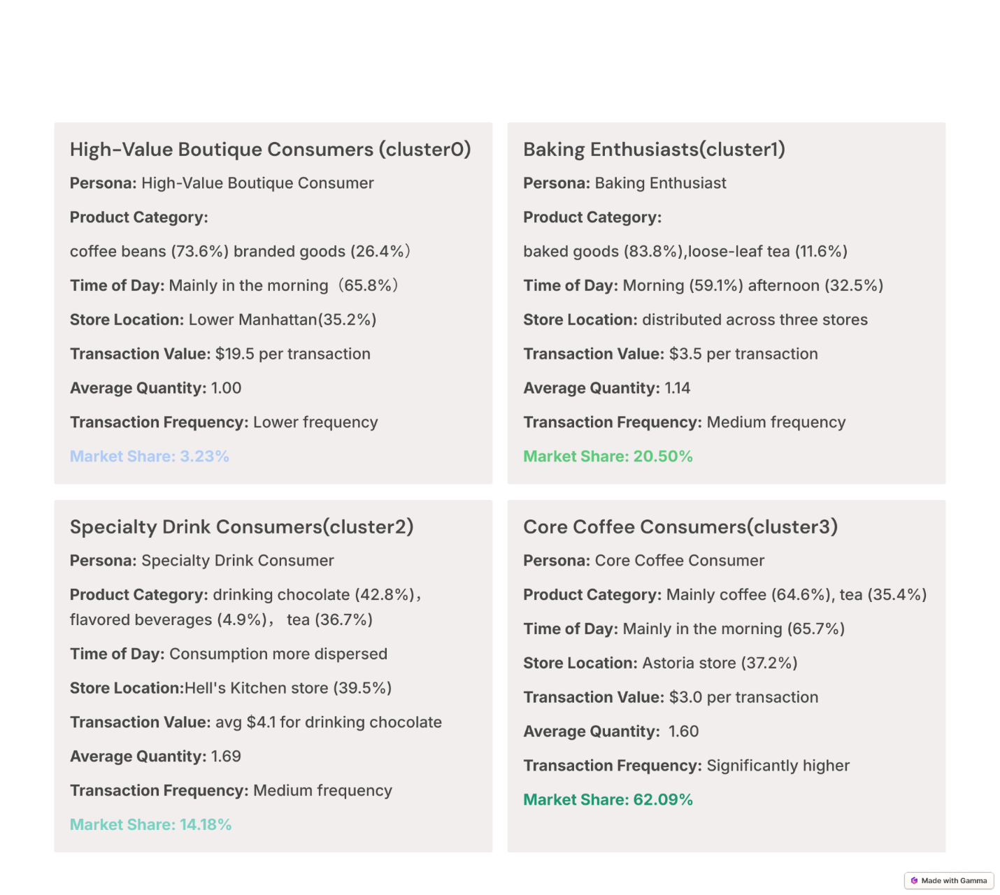 High-Value Boutique Consumers (cluster0)
Persona: High-Value Boutique Consumer
Product Category:
coffee beans (73.6%) branded goods (26.4%）
Time of Day: Mainly in the morning（65.8%）
Store Location: Lower Manhattan(35.2%)
Transaction Value: $19.5 per transaction
Average Quantity: 1.00
Transaction Frequency: Lower frequency
Market Share: 3.23%
Baking Enthusiasts(cluster1)
Persona: Baking Enthusiast
Product Category:
baked goods (83.8%),loose-leaf tea (11.6%)
Time of Day: Morning (59.1%) afternoon (32.5%)
Store Location: distributed across three stores
Transaction Value: $3.5 per transaction
Average Quantity: 1.14
Transaction Frequency: Medium frequency
Market Share: 20.50%
Specialty Drink Consumers(cluster2)
Persona: Specialty Drink Consumer
Product Category: drinking chocolate (42.8%)，
flavored beverages (4.9%)， tea (36.7%)
Time of Day: Consumption more dispersed
Store Location:Hell's Kitchen store (39.5%)
Transaction Value: avg $4.1 for drinking chocolate
Average Quantity: 1.69
Transaction Frequency: Medium frequency
Market Share: 14.18%
Core Coffee Consumers(cluster3)
Persona: Core Coffee Consumer
Product Category: Mainly coffee (64.6%), tea (35.4%)
Time of Day: Mainly in the morning (65.7%)
Store Location: Astoria store (37.2%)
Transaction Value: $3.0 per transaction
Average Quantity: 1.60
Transaction Frequency: Significantly higher
Market Share: 62.09%
Made with Gamma